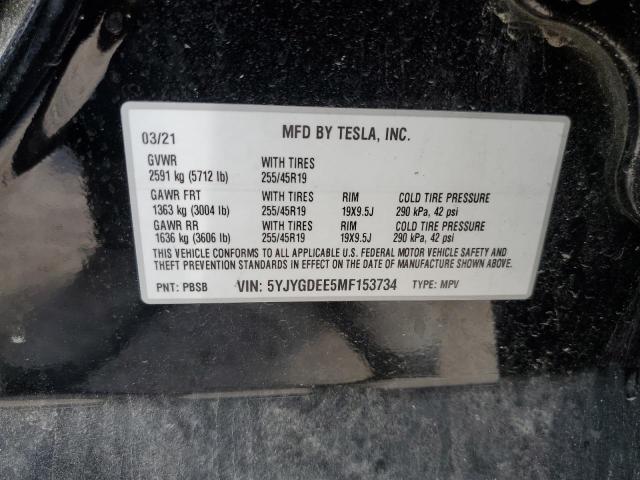 03/21 MFD BY TESLA, INC.
GVWR WITH TIRES
2591 kg (5712 lb) 255/45R19
GAWR FRT WITH TIRES RIM COLD TIRE PRESSURE
1363 kg (3004 lb) 255/45R19 19X9.5J 290 kPa, 42 psi
GAWR RR WITH TIRES RIM COLD TIRE PRESSURE
1636 kg (3606 lb) 255/45R19 19X9.5J 290 kPa, 42 psi
THIS VEHICLE CONFORMS TO ALL APPLICABLE U.S. FEDERAL MOTOR VEHICLE SAFETY AND
THEFT PREVENTION STANDARDS IN EFFECT ON THE DATE OF MANUFACTURE SHOWN ABOVE.
PNT: PBSB VIN: 5YJYGDEE5MF153734 TYPE: MPV